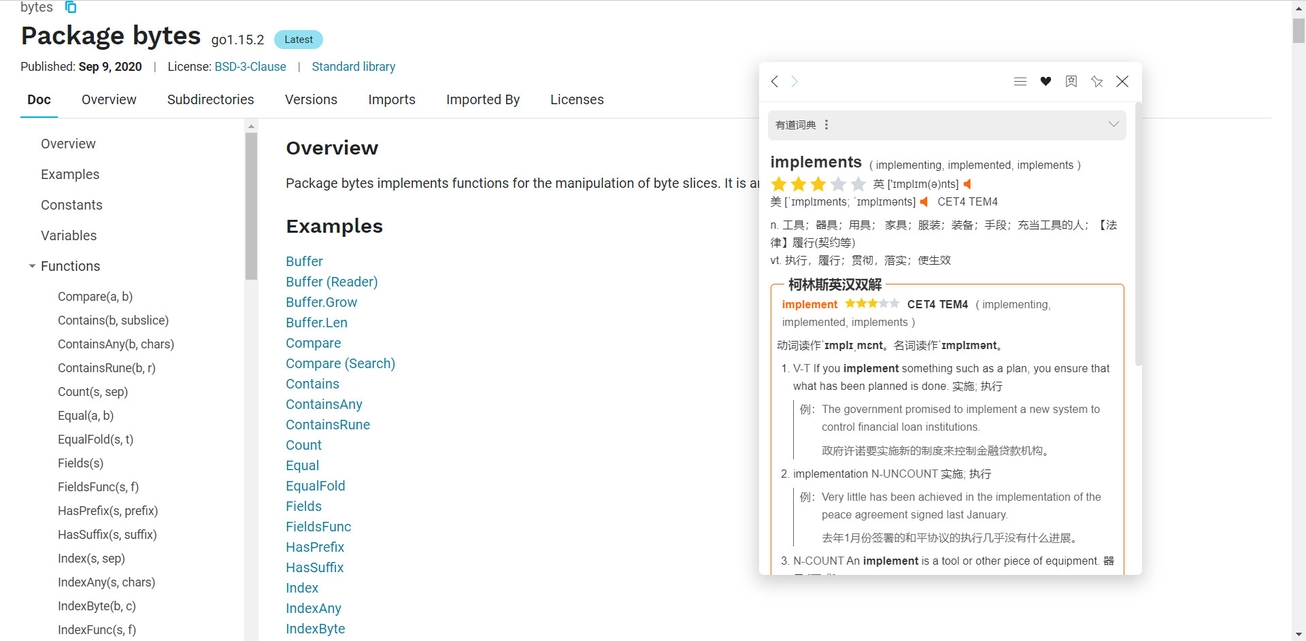 bytes
Package bytes go1.15.2 Latest
Published: Sep 9, 2020 | License: BSD-3-Clause | Standard library
Doc Overview Subdirectories Versions Imports Imported By Licenses
Overview
Examples
Constants
Variables
Functions
Compare(a, b)
Contains(b, subslice)
ContainsAny(b, chars)
ContainsRune(b, r)
Count(s, sep)
Equal(a, b)
EqualFold(s, t)
Fields(s)
FieldsFunc(s, f)
HasPrefix(s, prefix)
HasSuffix(s, suffix)
Index(s, sep)
IndexAny(s, chars)
IndexByte(b, c)
IndexFunc(s, f)
Overview
Package bytes implements functions for the manipulation of byte slices. It is
Examples
Buffer
Buffer (Reader)
Buffer.Grow
Buffer.Len
Compare
Compare (Search)
Contains
ContainsAny
ContainsRune
Count
Equal
EqualFold
Fields
FieldsFunc
HasPrefix
HasSuffix
Index
IndexAny
IndexByte
有道词典
implements ( implementing, implemented, implements )
英 ['ɪmplɪm(ə)nts]
美 [ˈɪmplɪments; ˈɪmplɪmənts] CET4 TEM4
n. 工具；器具；用具； 家具；服装；装备；手段；充当工具的人；【法
律】履行(契约等)
vt. 执行，履行；贯彻，落实；使生效
柯林斯英汉双解
implement CET4 TEM4 ( implementing,
implemented, implements )
动词读作ˈɪmplɪˌmɛnt。名词读作ˈɪmplɪmənt。
1. V-T If you implement something such as a plan, you ensure that
what has been planned is done. 实施; 执行
例： The government promised to implement a new system to
control financial loan institutions.
政府许诺要实施新的制度来控制金融贷款机构。
2. implementation N-UNCOUNT 实施; 执行
例： Very little has been achieved in the implementation of the
peace agreement signed last January.
去年1月份签署的和平协议的执行几乎没有什么进展。
3. N-COUNT An implement is a tool or other piece of equipment. 器